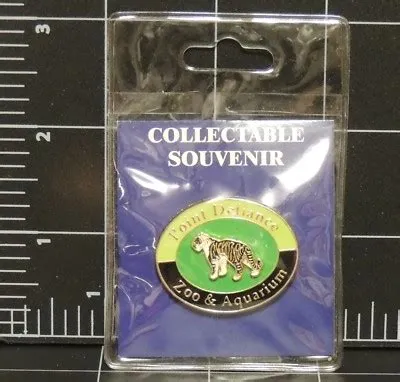 3
2
1
COLLECTABLE
SOUVENIR
Point Defiance
Zoo & Aquarium